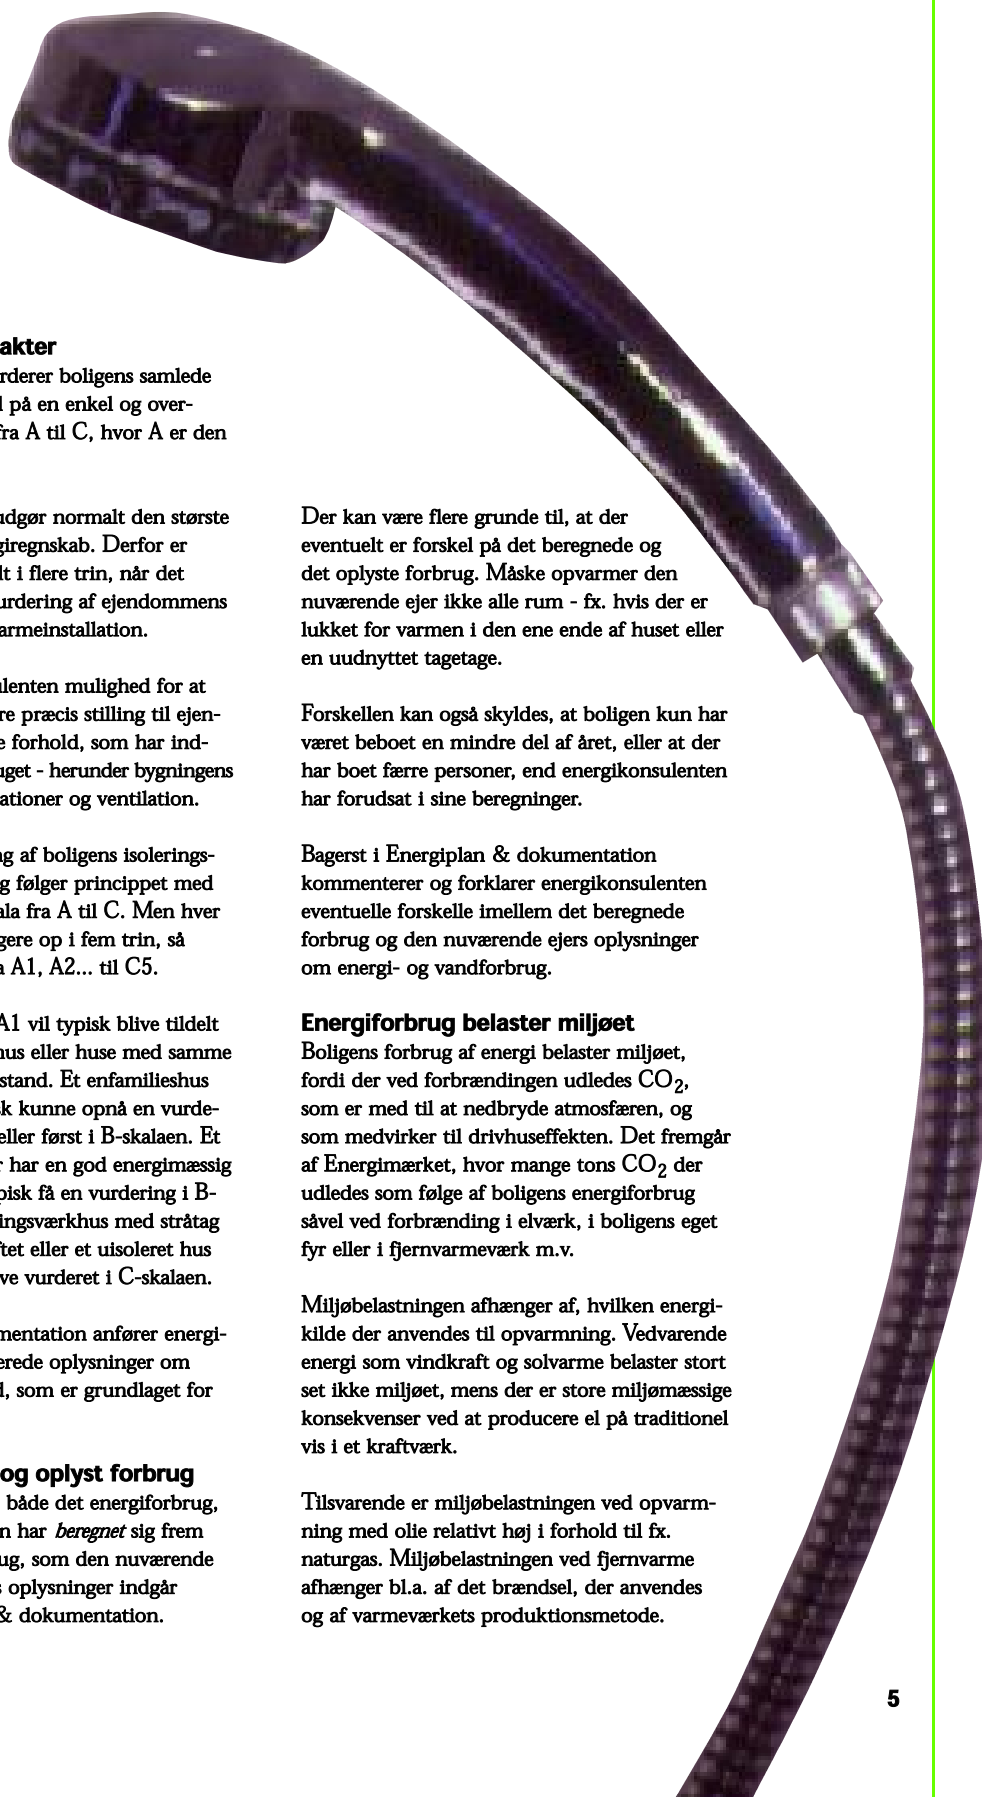 akter
rderer boligens samlede
l på en enkel og over-
fra A til C, hvor A er den
udgør normalt den største
giregnskab. Derfor er
lt i flere trin, når det
urdering af ejendommens
armeinstallation.
ulenten mulighed for at
re præcis stilling til ejen-
e forhold, som har ind-
uget - herunder bygningens
ationer og ventilation.
ng af boligens isolerings-
g følger princippet med
ala fra A til C. Men hver
gere op i fem trin, så
a A1, A2... til C5.
A1 vil typisk blive tildelt
hus eller huse med samme
stand. Et enfamilieshus
sk kunne opnå en vurde-
eller først i B-skalaen. Et
r har en god energimæssig
pisk få en vurdering i B-
ingsværkhus med stråtag
ftet eller et uisoleret hus
ve vurderet i C-skalaen.
mentation anfører energi-
erede oplysninger om
d, som er grundlaget for
og oplyst forbrug
både det energiforbrug,
n har beregnet sig frem
ug, som den nuværende
s oplysninger indgår
& dokumentation.
Der kan være flere grunde til, at der
eventuelt er forskel på det beregnede og
det oplyste forbrug. Måske opvarmer den
nuværende ejer ikke alle rum - fx. hvis der er
lukket for varmen i den ene ende af huset eller
en uudnyttet tagetage.
Forskellen kan også skyldes, at boligen kun har
været beboet en mindre del af året, eller at der
har boet færre personer, end energikonsulenten
har forudsat i sine beregninger.
Bagerst i Energiplan & dokumentation
kommenterer og forklarer energikonsulenten
eventuelle forskelle imellem det beregnede
forbrug og den nuværende ejers oplysninger
om energi- og vandforbrug.
Energiforbrug belaster miljøet
Boligens forbrug af energi belaster miljøet,
fordi der ved forbrændingen udledes CO2,
som er med til at nedbryde atmosfæren, og
som medvirker til drivhuseffekten. Det fremgår
af Energimærket, hvor mange tons CO2 der
udledes som følge af boligens energiforbrug
såvel ved forbrænding i elværk, i boligens eget
fyr eller i fjernvarmeværk m.v.
Miljøbelastningen afhænger af, hvilken energi-
kilde der anvendes til opvarmning. Vedvarende
energi som vindkraft og solvarme belaster stort
set ikke miljøet, mens der er store miljømæssige
konsekvenser ved at producere el på traditionel
vis i et kraftværk.
Tilsvarende er miljøbelastningen ved opvarm-
ning med olie relativt høj i forhold til fx.
naturgas. Miljøbelastningen ved fjernvarme
afhænger bl.a. af det brændsel, der anvendes
og af varmeværkets produktionsmetode.
5